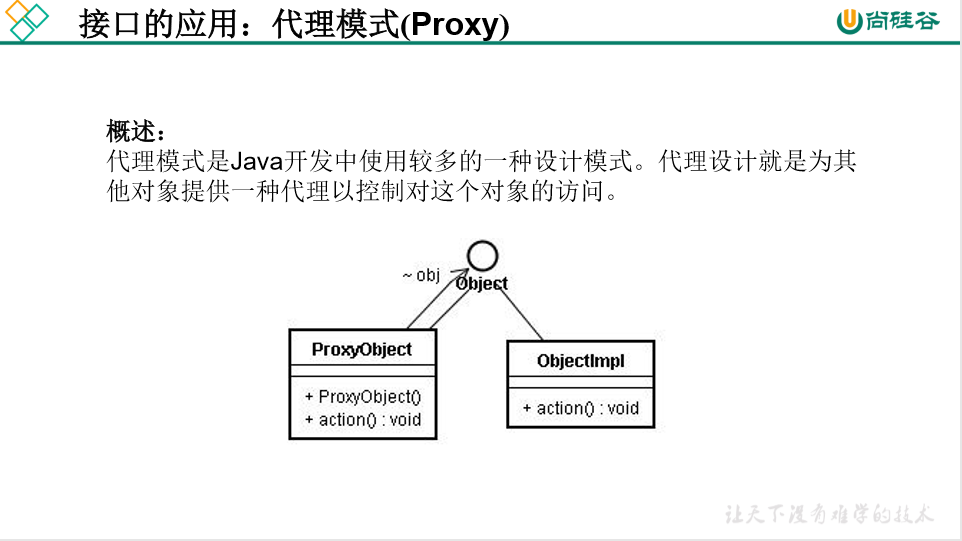 接口的应用：代理模式(Proxy)
尚硅谷
概述：
代理模式是Java开发中使用较多的一种设计模式。代理设计就是为其
他对象提供一种代理以控制对这个对象的访问。
~ obj
Object
ProxyObject
+ ProxyObject()
+ action() : void
ObjectImpl
+ action() : void
让天下没有难学的技术